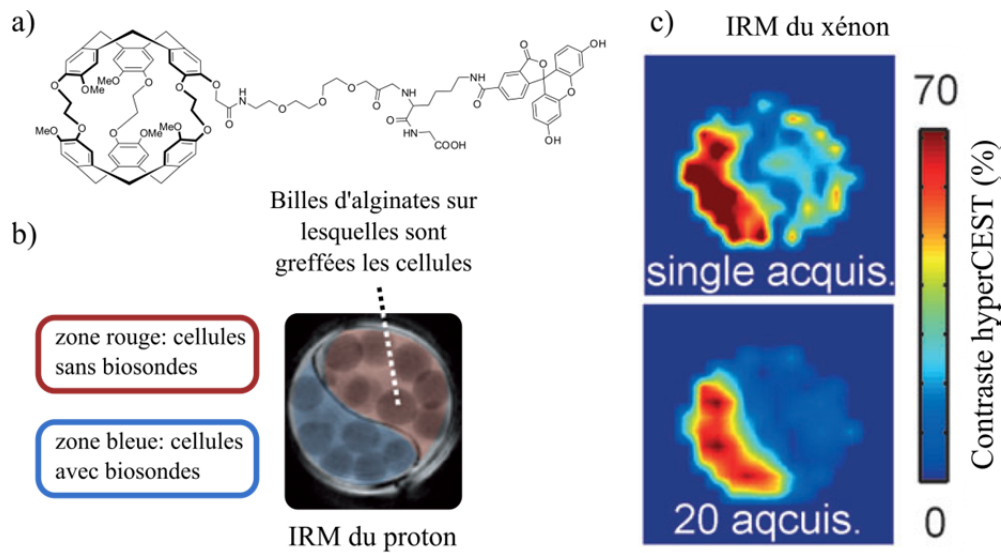 a)
O
O
O
OMe
MeO
O
O
OMe
O
O
OMe
MeO
O
MeO
O
O
O
N
H
O
O
O
O
O
HN
O
HN
COOH
H
N
O
O
O
OH
O
OH
b)
Billes d'alginates sur
lesquelles sont
greffées les cellules
zone rouge: cellules
sans biosondes
zone bleue: cellules
avec biosondes
IRM du proton
c)
IRM du xénon
single acquis.
20 aqcuis.
70
Contraste hyperCEST (%)
0